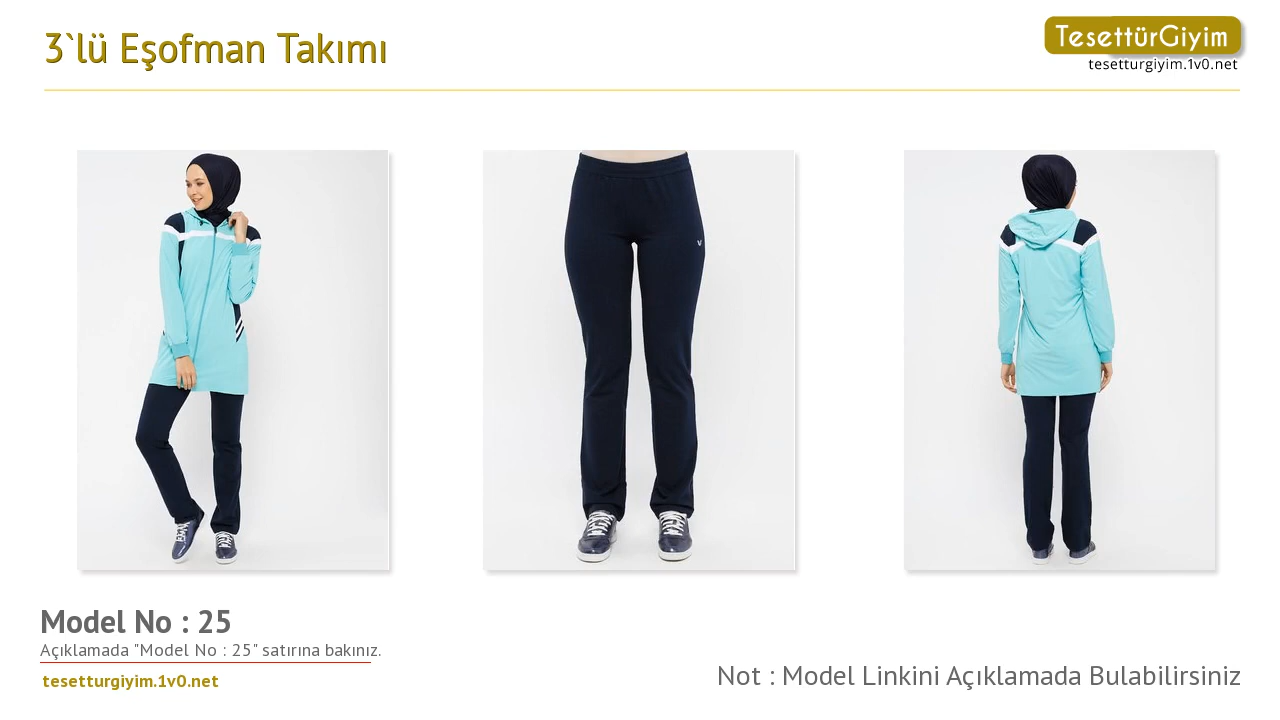 3`lü Eşofman Takımı
TesettürGiyim
tesetturgiyim.1v0.net
Model No : 25
Açıklamada "Model No : 25" satırına bakınız.
tesetturgiyim.1v0.net
Not : Model Linkini Açıklamada Bulabilirsiniz